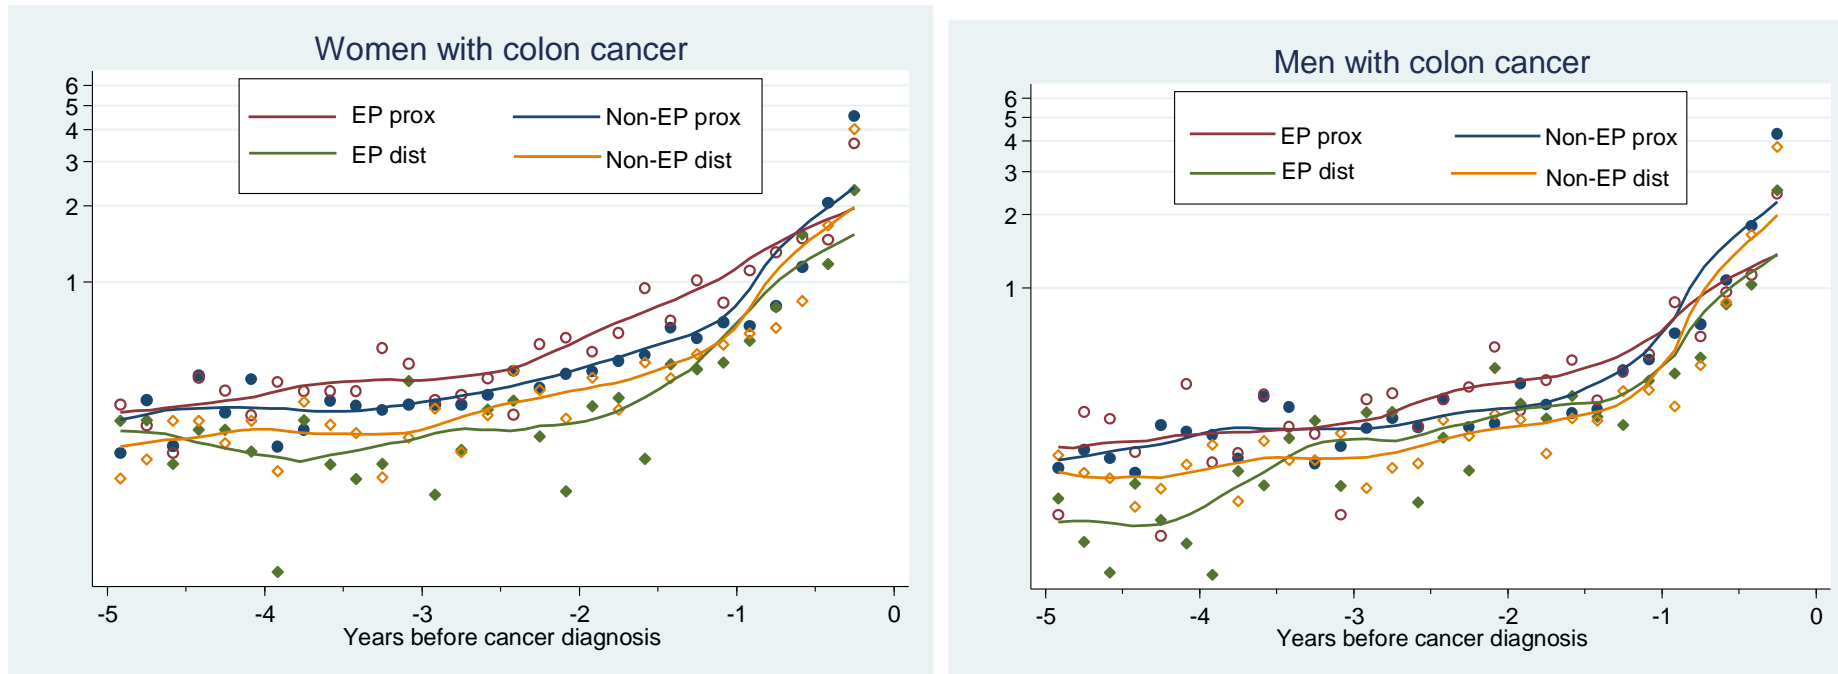 Women with colon cancer
EP prox
Non-EP prox
EP dist
Non-EP dist
6
5
4
3
2
1
-5
-4
-3
-2
-1
0
Years before cancer diagnosis
Men with colon cancer
EP prox
Non-EP prox
EP dist
Non-EP dist
6
5
4
3
2
1
-5
-4
-3
-2
-1
0
Years before cancer diagnosis